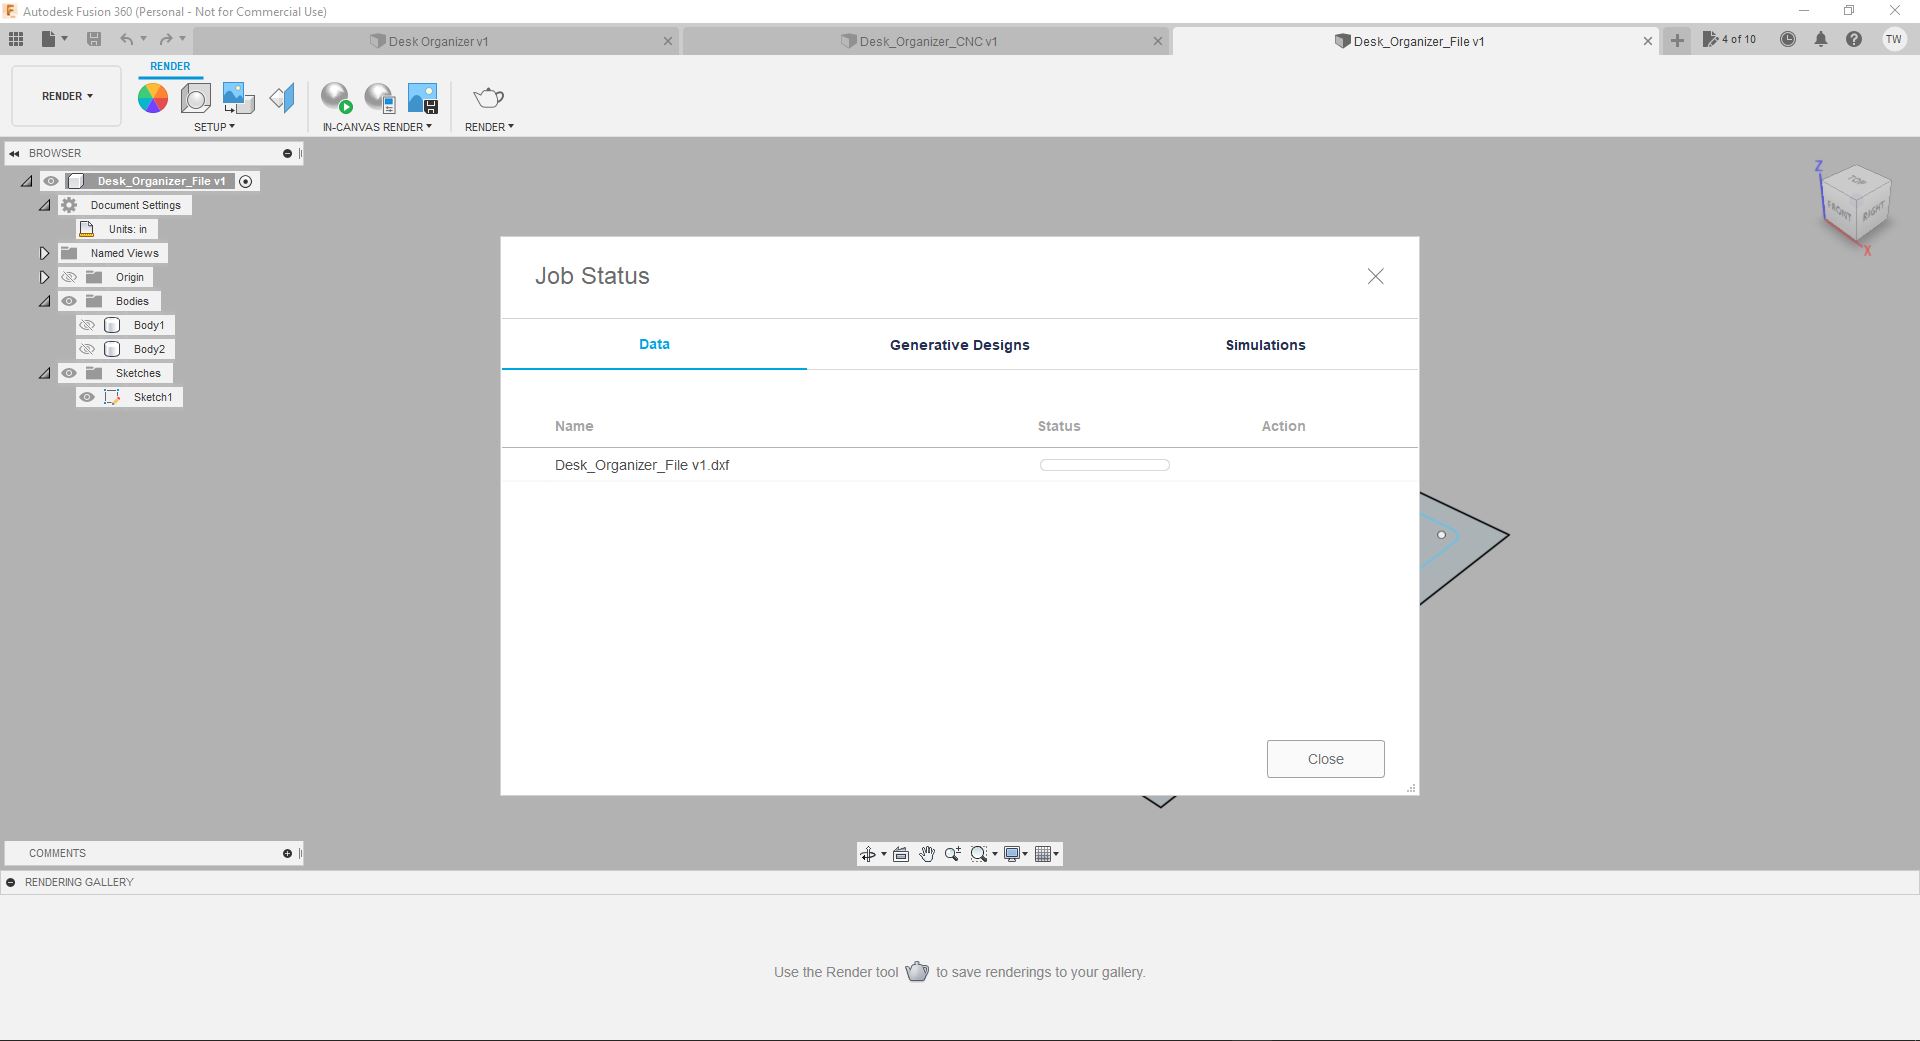 Autodesk Fusion 360 (Personal - Not for Commercial Use)
Desk Organizer v1
Desk_Organizer_CNC v1
Desk_Organizer_File v1
4 of 10
TW
RENDER
RENDER
SETUP
IN-CANVAS RENDER
RENDER
BROWSER
Desk_Organizer_File v1
Document Settings
Units: in
Named Views
Origin
Bodies
Body1
Body2
Sketches
Sketch1
Z
TOP
FRONT
RIGHT
X
Job Status
Data
Generative Designs
Simulations
Name
Status
Action
Desk_Organizer_File v1.dxf
Close
COMMENTS
RENDERING GALLERY
Use the Render tool to save renderings to your gallery.